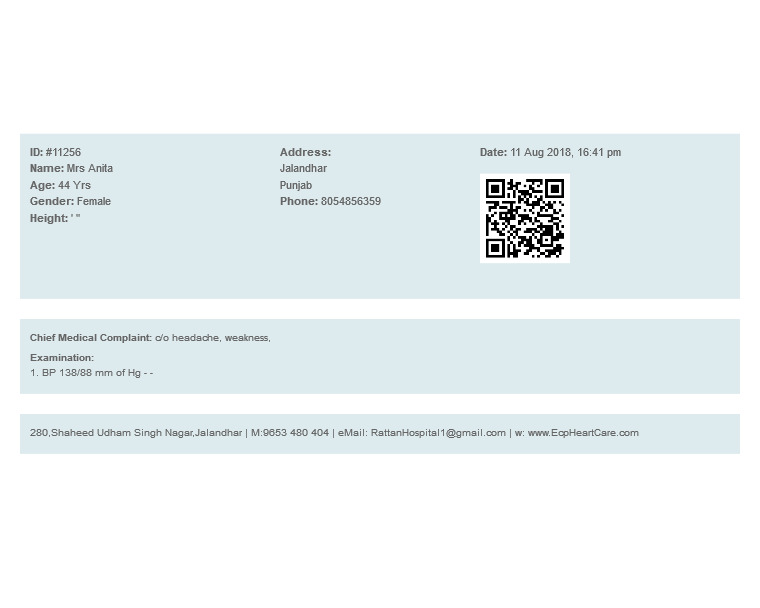 ID: #11256
Name: Mrs Anita
Age: 44 Yrs
Gender: Female
Height: ' "
Address:
Jalandhar
Punjab
Phone: 8054856359
Date: 11 Aug 2018, 16:41 pm
Chief Medical Complaint: c/o headache, weakness,
Examination:
1. BP 138/88 mm of Hg - -
280,Shaheed Udham Singh Nagar,Jalandhar | M:9653 480 404 | eMail: RattanHospital1@gmail.com | w: www.EcpHeartCare.com